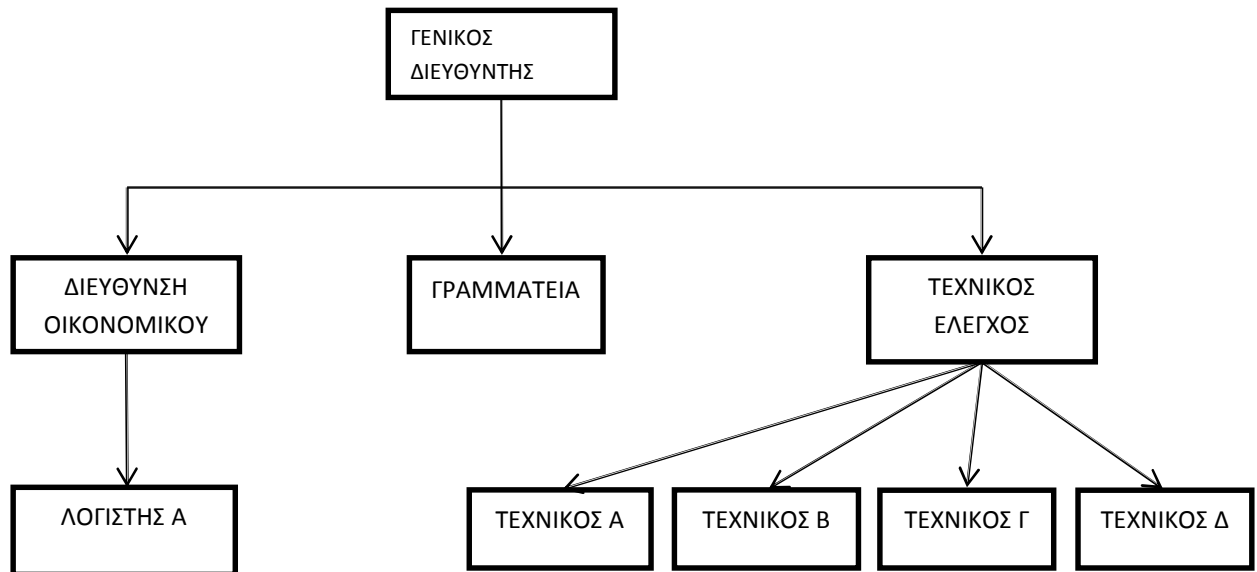 ΓΕΝΙΚΟΣ
ΔΙΕΥΘΥΝΤΗΣ
ΔΙΕΥΘΥΝΣΗ
ΟΙΚΟΝΟΜΙΚΟΥ
ΓΡΑΜΜΑΤΕΙΑ
ΤΕΧΝΙΚΟΣ
ΕΛΕΓΧΟΣ
ΛΟΓΙΣΤΗΣ Α
ΤΕΧΝΙΚΟΣ Α
ΤΕΧΝΙΚΟΣ Β
ΤΕΧΝΙΚΟΣ Γ
ΤΕΧΝΙΚΟΣ Δ